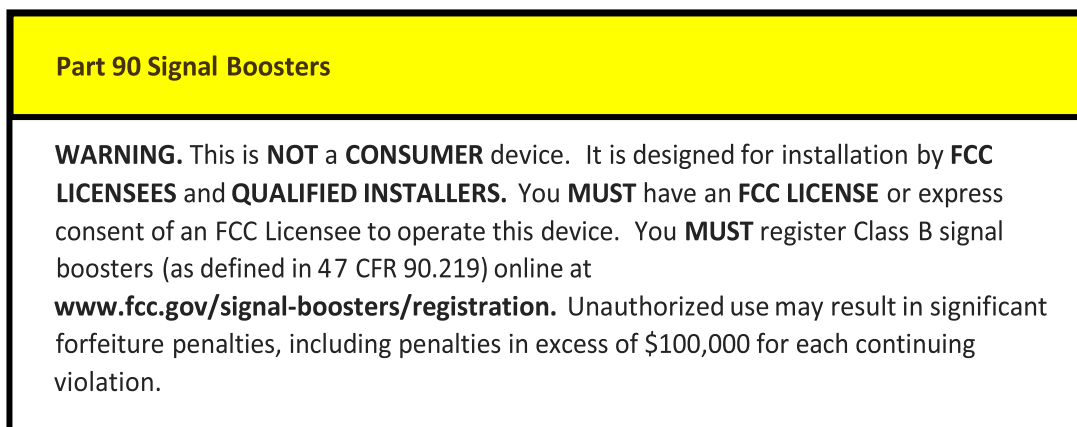 Part 90 Signal Boosters
WARNING. This is NOT a CONSUMER device. It is designed for installation by FCC
LICENSEES and QUALIFIED INSTALLERS. You MUST have an FCC LICENSE or express
consent of an FCC Licensee to operate this device. You MUST register Class B signal
boosters (as defined in 47 CFR 90.219) online at
www.fcc.gov/signal-boosters/registration. Unauthorized use may result in significant
forfeiture penalties, including penalties in excess of $100,000 for each continuing
violation.